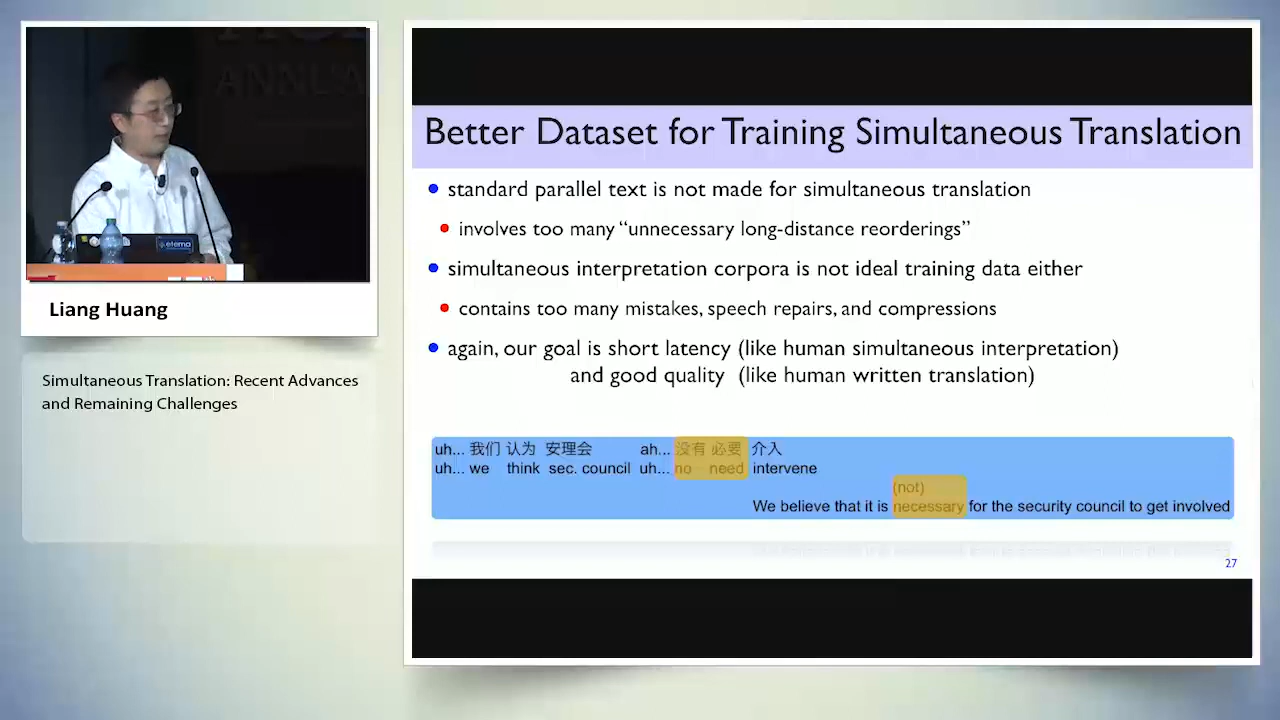 ANNUA
eterna
Liang Huang
Simultaneous Translation: Recent Advances
and Remaining Challenges
Better Dataset for Training Simultaneous Translation
standard parallel text is not made for simultaneous translation
involves too many “unnecessary long-distance reorderings”
simultaneous interpretation corpora is not ideal training data either
contains too many mistakes, speech repairs, and compressions
again, our goal is short latency (like human simultaneous interpretation)
and good quality (like human written translation)
uh... 我们 认为 安理会 ah... 没有 必要 介入
uh... we think sec. council uh... no need intervene
(not)
We believe that it is necessary for the security council to get involved
27